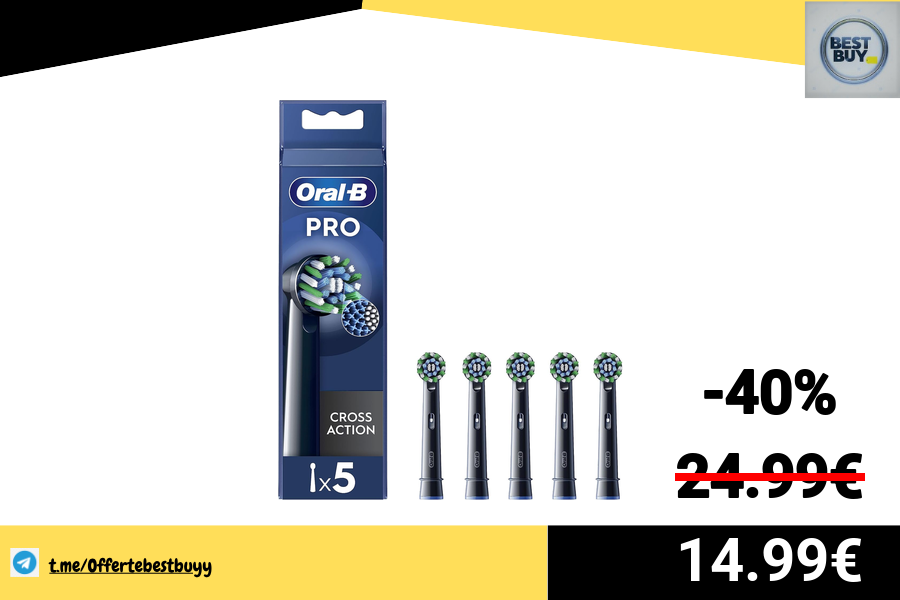 BEST
BUY
Oral-B
PRO
CROSS
ACTION
x5
-40%
24.99€
14.99€
t.me/Offertebestbuyy